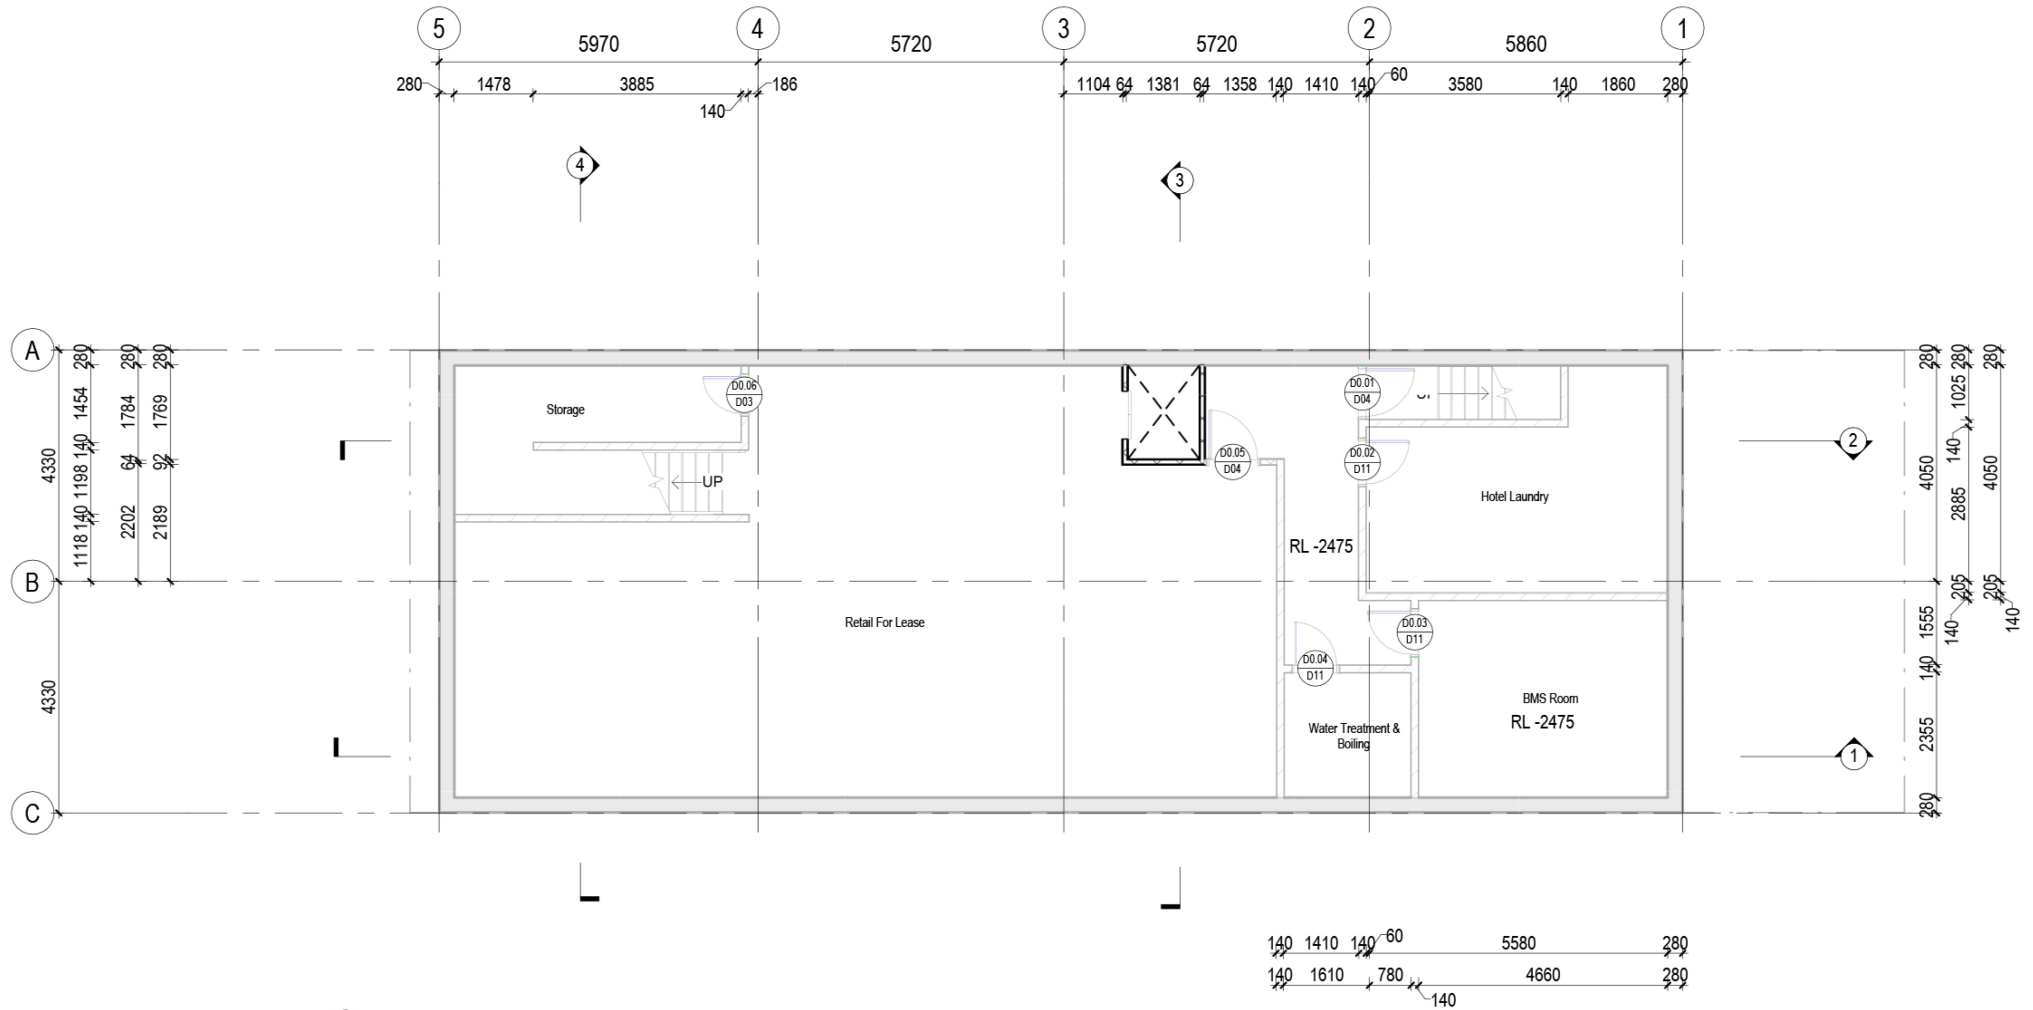 5 4 3 2 1
5970 5720 5720 5860
280 1478 3885 140 186 1104 64 1381 64 1358 140 1410 140 60 3580 140 1860 280
4
3
A
B
C
4330
4330
280 1454 140 1198 140 1118
280 1784 64 2202
280 1769 92 2189
Storage
D0.06
D03
UP
D0.05
D04
D0.01
D04
D0.02
D11
Hotel Laundry
RL -2475
Retail For Lease
D0.03
D11
D0.04
D11
BMS Room
RL -2475
Water Treatment &
Boiling
280 4050 1555 140 2355 280
280 1025 140 2885 205 140
280 4050 205 140
2
1
140 1410 140 60 5580 280
140 1610 780 140 4660 280